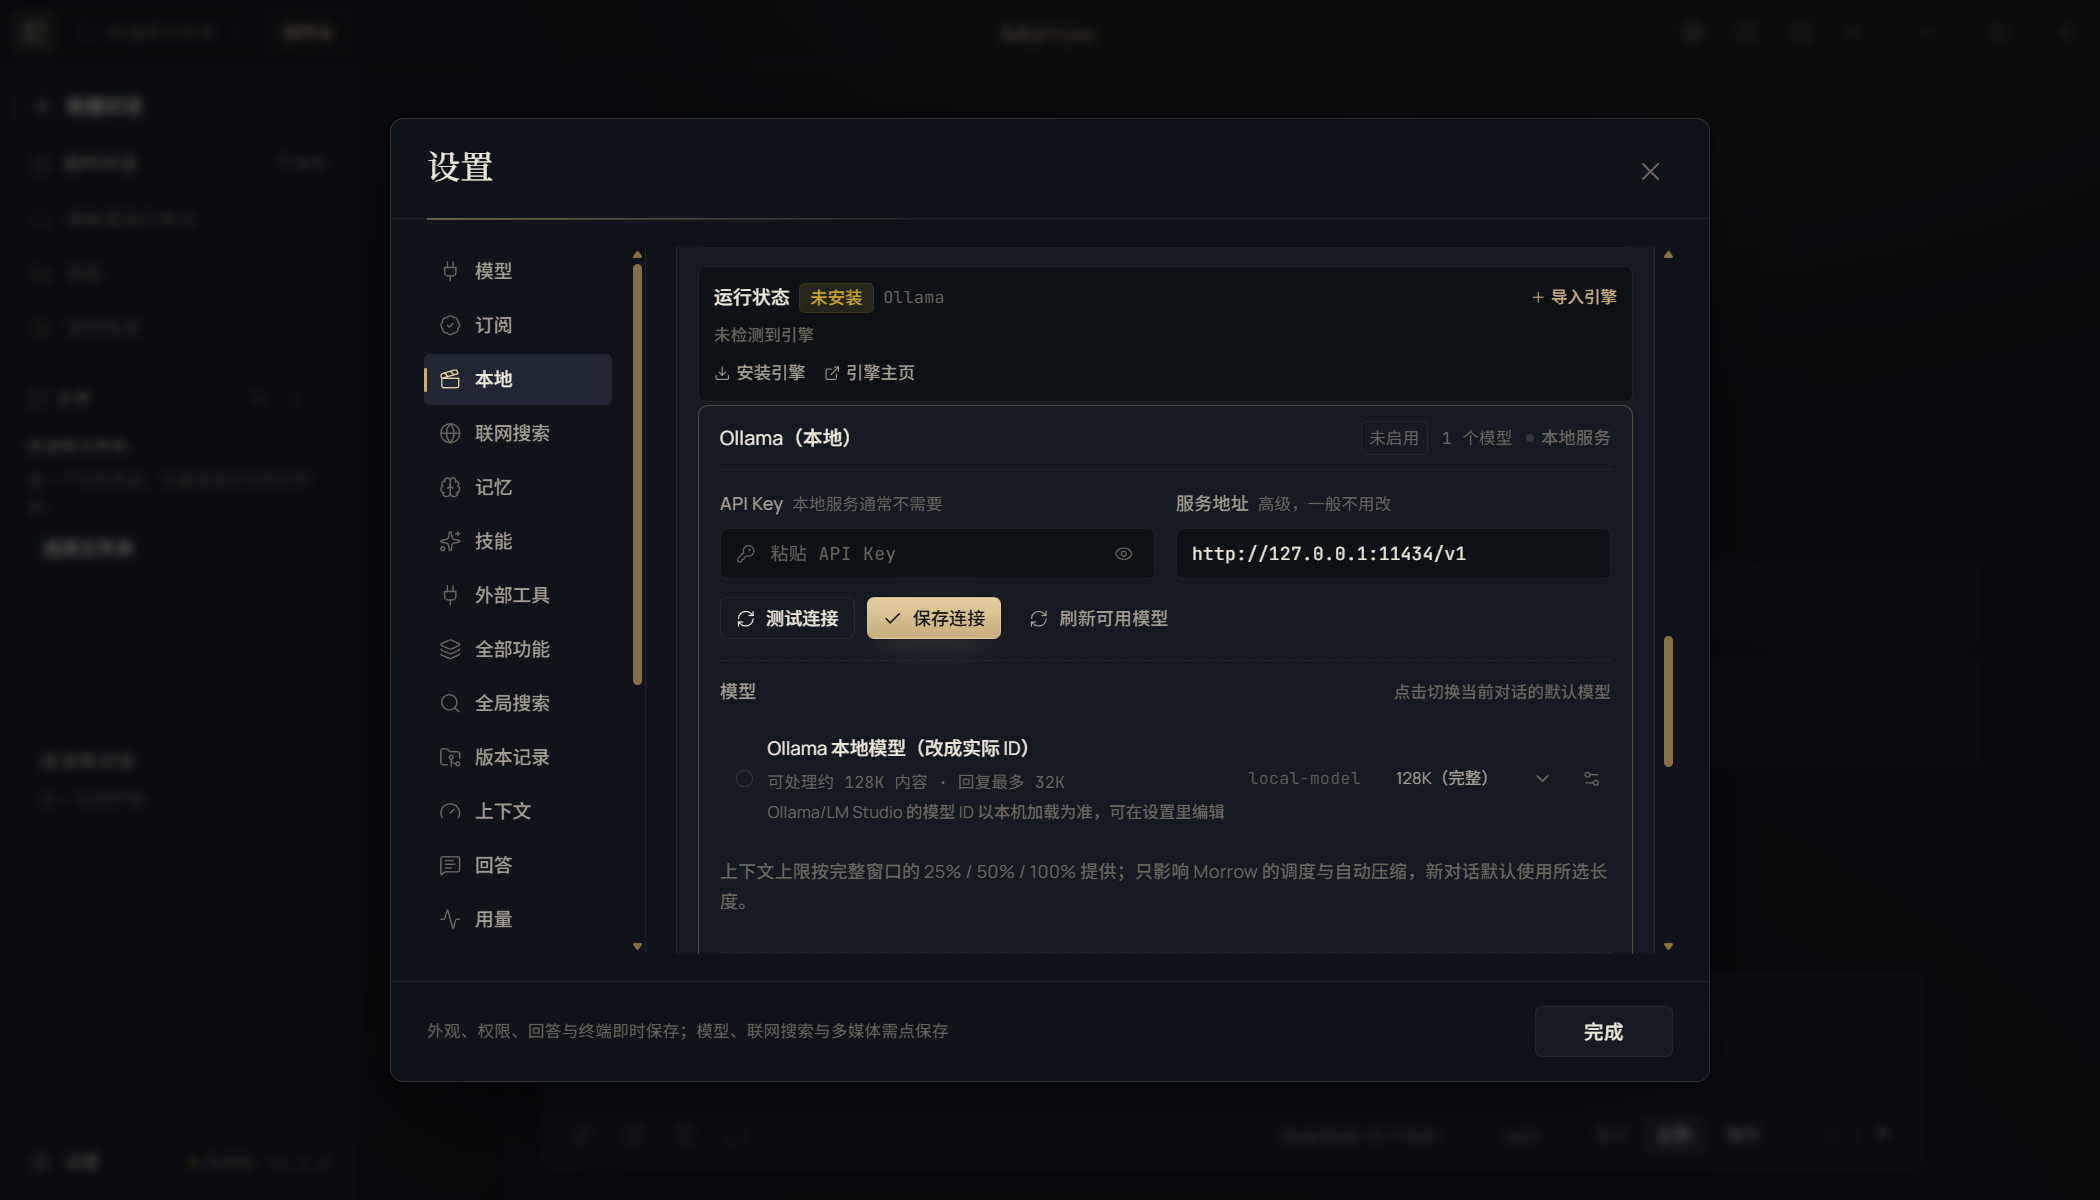 Morrow
设置
模型
订阅
本地
联网搜索
记忆
技能
外部工具
全部功能
全局搜索
版本记录
上下文
回答
用量
运行状态 未安装 Ollama
导入引擎
未检测到引擎
安装引擎 引擎主页
Ollama（本地）
未启用 1 个模型 本地服务
API Key 本地服务通常不需要
服务地址 高级，一般不用改
粘贴 API Key
http://127.0.0.1:11434/v1
测试连接 保存连接 刷新可用模型
模型
点击切换当前对话的默认模型
Ollama 本地模型（改成实际 ID）
可处理约 128K 内容 · 回复最多 32K
Ollama/LM Studio 的模型 ID 以本机加载为准，可在设置里编辑
local-model
128K（完整）
上下文上限按完整窗口的 25% / 50% / 100% 提供；只影响 Morrow 的调度与自动压缩，新对话默认使用所选长
度。
外观、权限、回答与终端即时保存；模型、联网搜索与多媒体需点保存
完成